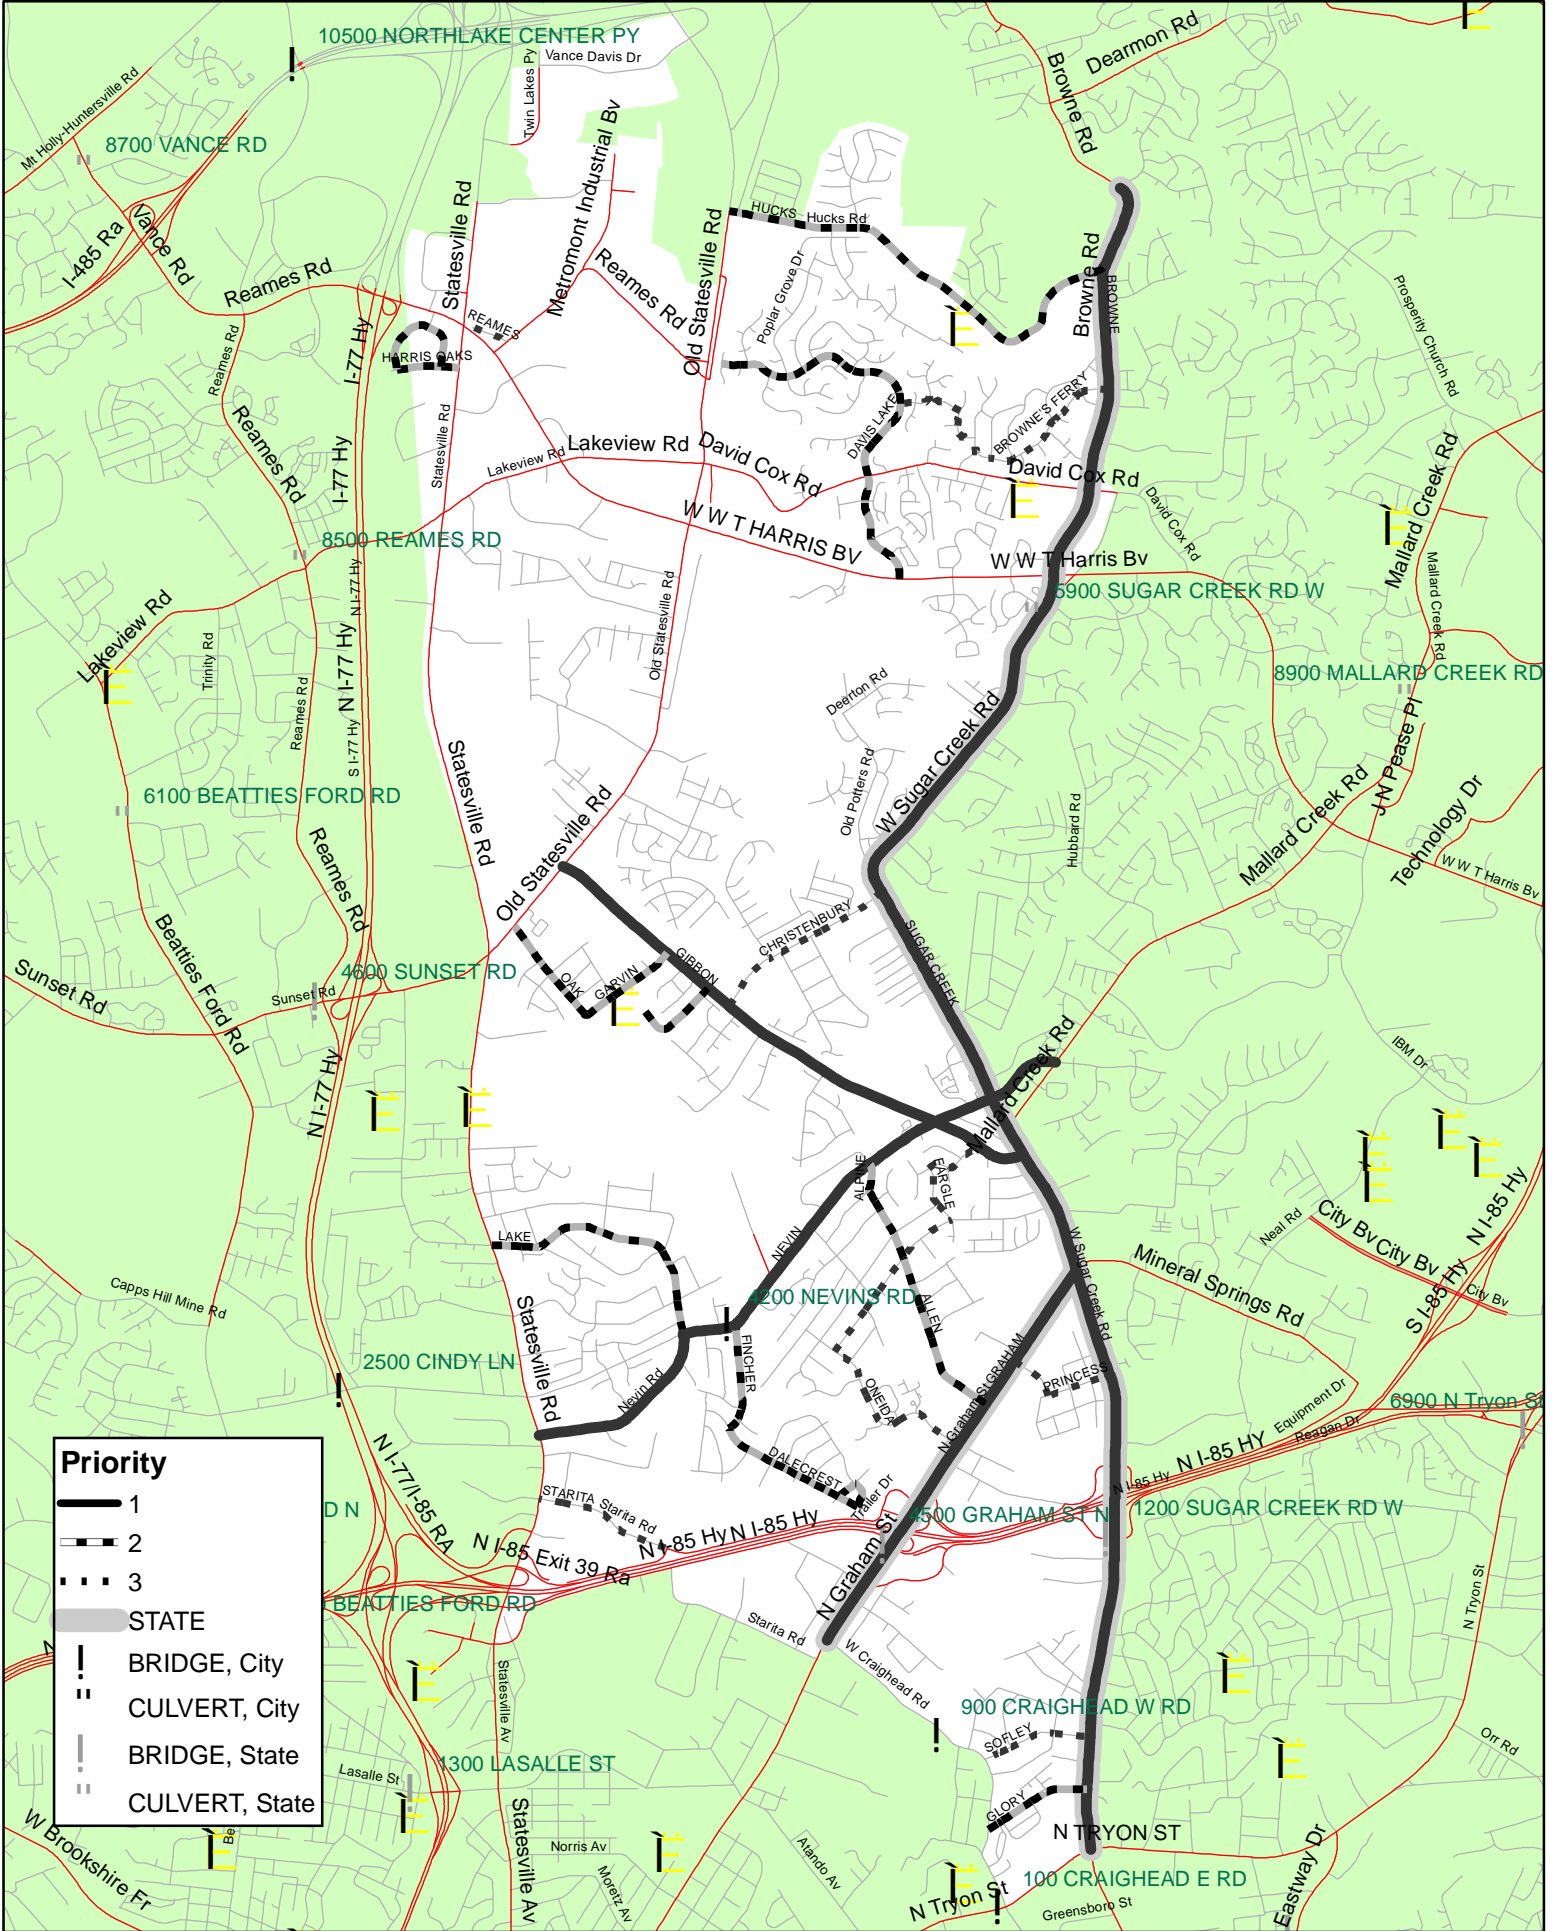 10500 NORTHLAKE CENTER PY
Vance Davis Dr
Twin Lakes Py
Dearmon Rd
Browne Rd
Mt Holly-Huntersville Rd
8700 VANCE RD
Metromont Industrial Bv
Statesville Rd
HUCKS
Hucks Rd
Old Statesville Rd
I-485 Ra
Vance Rd
Reames Rd
Reames Rd
Poplar Grove Dr
Browne Rd
BROWNE
Prosperity Church Rd
REAMES
I-77 Hy
HARRIS OAKS
Reames Rd
Reames Rd
DAVIS LAKE
BROWNE'S FERRY
Statesville Rd
Lakeview Rd
Lakeview Rd
David Cox Rd
David Cox Rd
David Cox Rd
Mallard Creek Rd
I-77 Hy
W W T HARRIS BV
W W T Harris Bv
8500 REAMES RD
5900 SUGAR CREEK RD W
N I-77 Hy
Mallard Creek Rd
Lakeview Rd
Trinity Rd
Old Statesville Rd
8900 MALLARD CREEK RD
N I-77 Hy
Reames Rd
S I-77 Hy
Deerton Rd
W Sugar Creek Rd
J N Pease Pl
Statesville Rd
Old Potters Rd
6100 BEATTIES FORD RD
Hubbard Rd
Mallard Creek Rd
Technology Dr
W W T Harris Bv
Old Statesville Rd
Reames Rd
Beatties Ford Rd
CHRISTENBURY
SUGAR CREEK
Sunset Rd
4600 SUNSET RD
Sunset Rd
OAK
GARVIN
GIBBON
N I-77 Hy
Mallard Creek Rd
IBM Dr
ALPINE
FARGLE
LAKE
NEVIN
W Sugar Creek Rd
Neal Rd
City Bv
City Bv
City Bv
N I-85 Hy
S I-85 Hy
Mineral Springs Rd
Capps Hill Mine Rd
4200 NEVINS RD
ALLEN
Statesville Rd
2500 CINDY LN
FINCHER
Nevin Rd
ONEIDA
GRAHAM
N Graham St
PRINCESS
Equipment Dr
Reagan Dr
6900 N Tryon St
N I-77/I-85 RA
DALECREST
Trailer Dr
N I-85 HY
N I-85 Hy
STARITA
Starita Rd
4500 GRAHAM ST N
1200 SUGAR CREEK RD W
N I-85 Exit 39 Ra
N I-85 Hy
N I-85 Hy
N Graham St
D N
BEATTIES FORD RD
Starita Rd
W Craighead Rd
N Tryon St
Statesville Av
900 CRAIGHEAD W RD
SOFLEY
Orr Rd
1300 LASALLE ST
Lasalle St
GLORY
N TRYON ST
W Brookshire Fr
Be
Statesville Av
Norris Av
Moretz Av
Atando Av
N Tryon St
100 CRAIGHEAD E RD
Greensboro St
Eastway Dr
N
Priority
1
2
3
STATE
BRIDGE, City
CULVERT, City
BRIDGE, State
CULVERT, State